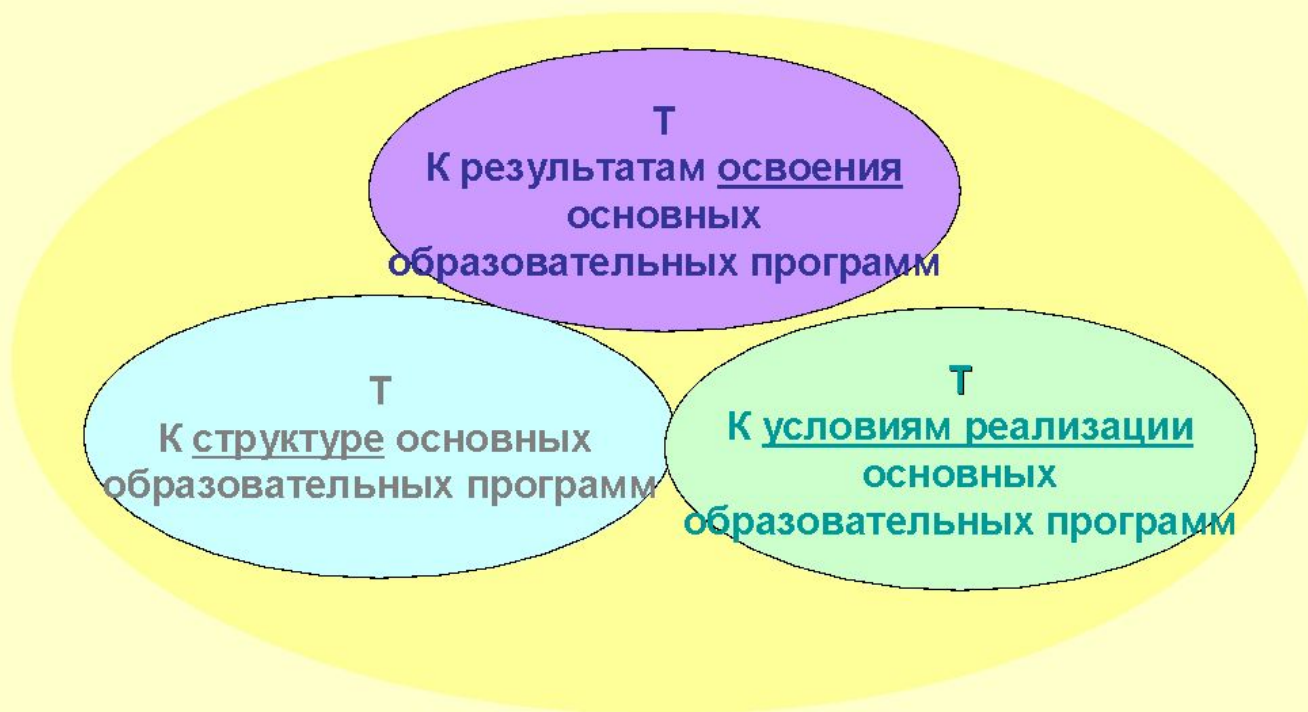 Т
К результатам освоения
основных
образовательных программ
Т
К структуре основных
образовательных программ
Т
К условиям реализации
основных
образовательных программ